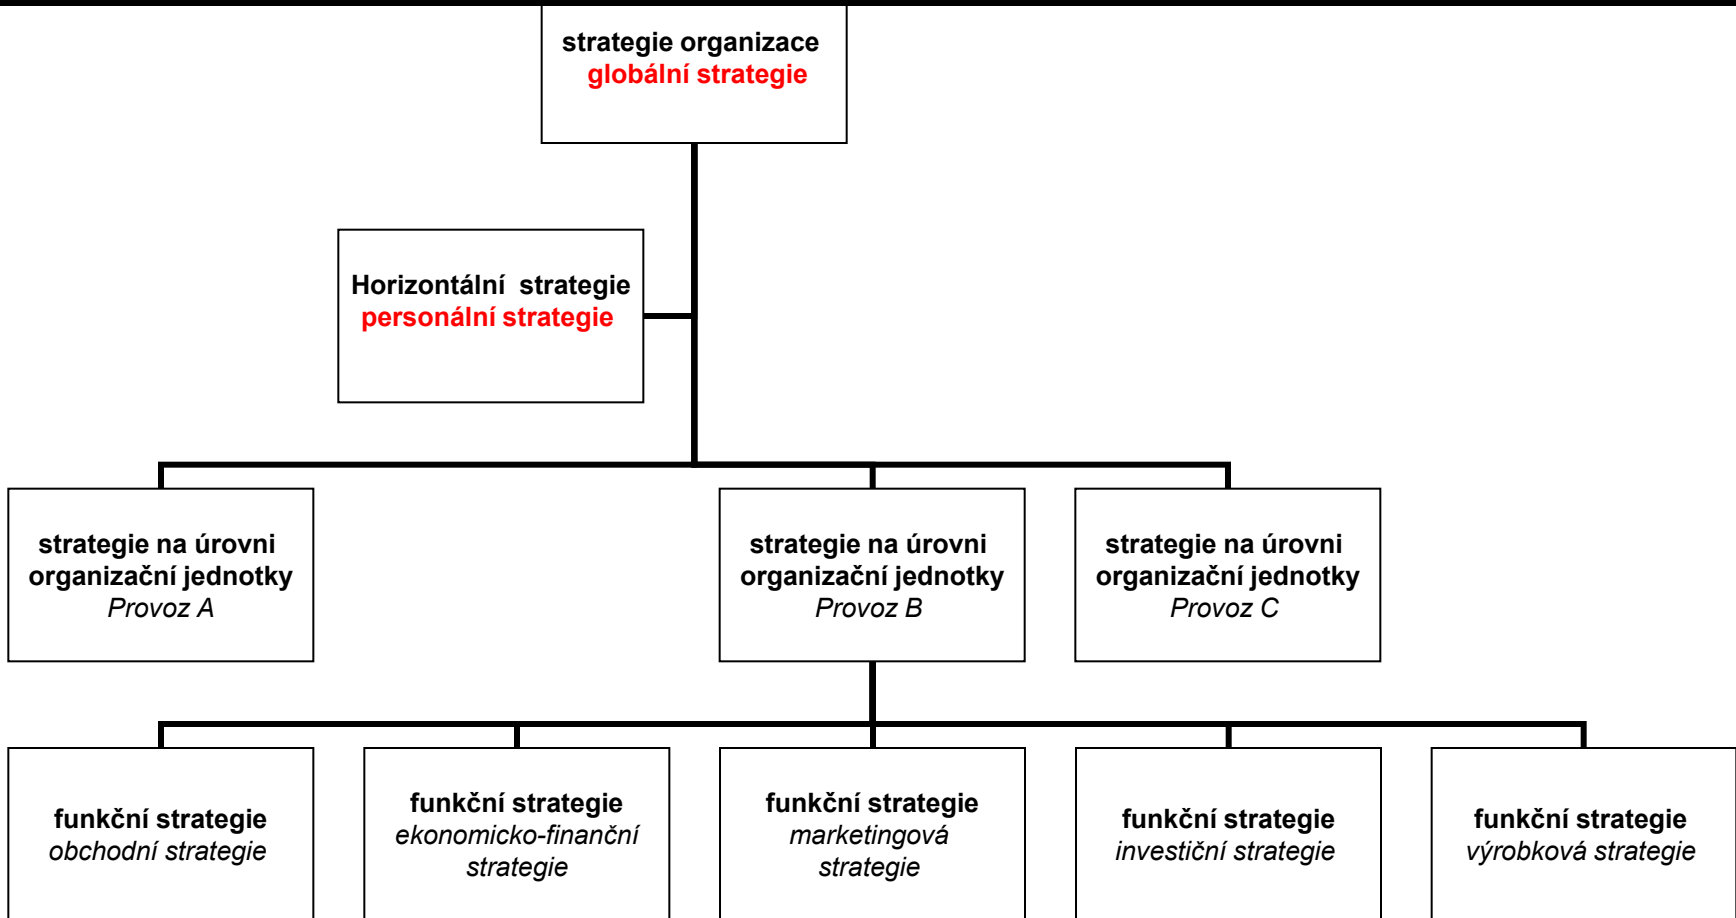 strategie organizace
globální strategie
Horizontální strategie
personální strategie
strategie na úrovni
organizační jednotky
Provoz A
strategie na úrovni
organizační jednotky
Provoz B
strategie na úrovni
organizační jednotky
Provoz C
funkční strategie
obchodní strategie
funkční strategie
ekonomicko-finanční
strategie
funkční strategie
marketingová
strategie
funkční strategie
investiční strategie
funkční strategie
výrobková strategie